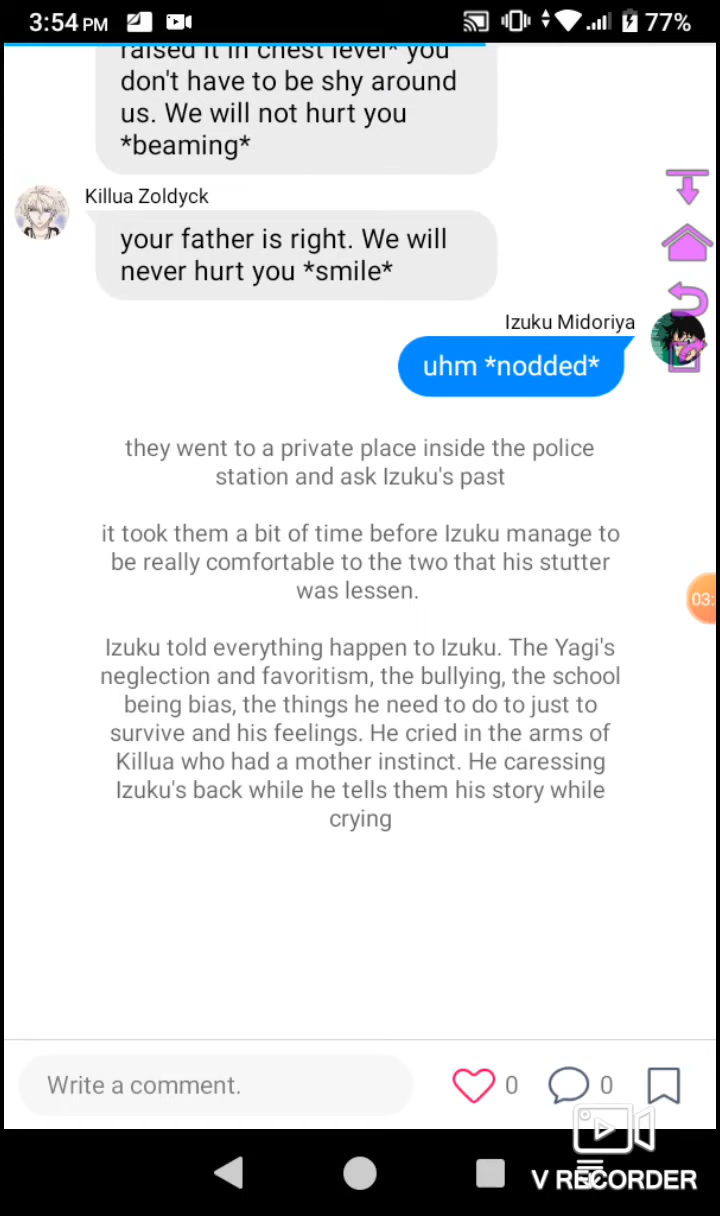 3:54 PM 77%
raised it in chest level* you
don't have to be shy around
us. We will not hurt you
*beaming*
Killua Zoldyck
your father is right. We will
never hurt you *smile*
Izuku Midoriya
uhm *nodded*
they went to a private place inside the police
station and ask Izuku's past
it took them a bit of time before Izuku manage to
be really comfortable to the two that his stutter
was lessen.
03:
Izuku told everything happen to Izuku. The Yagi's
neglection and favoritism, the bullying, the school
being bias, the things he need to do to just to
survive and his feelings. He cried in the arms of
Killua who had a mother instinct. He caressing
Izuku's back while he tells them his story while
crying
Write a comment. 0 0
V RECORDER